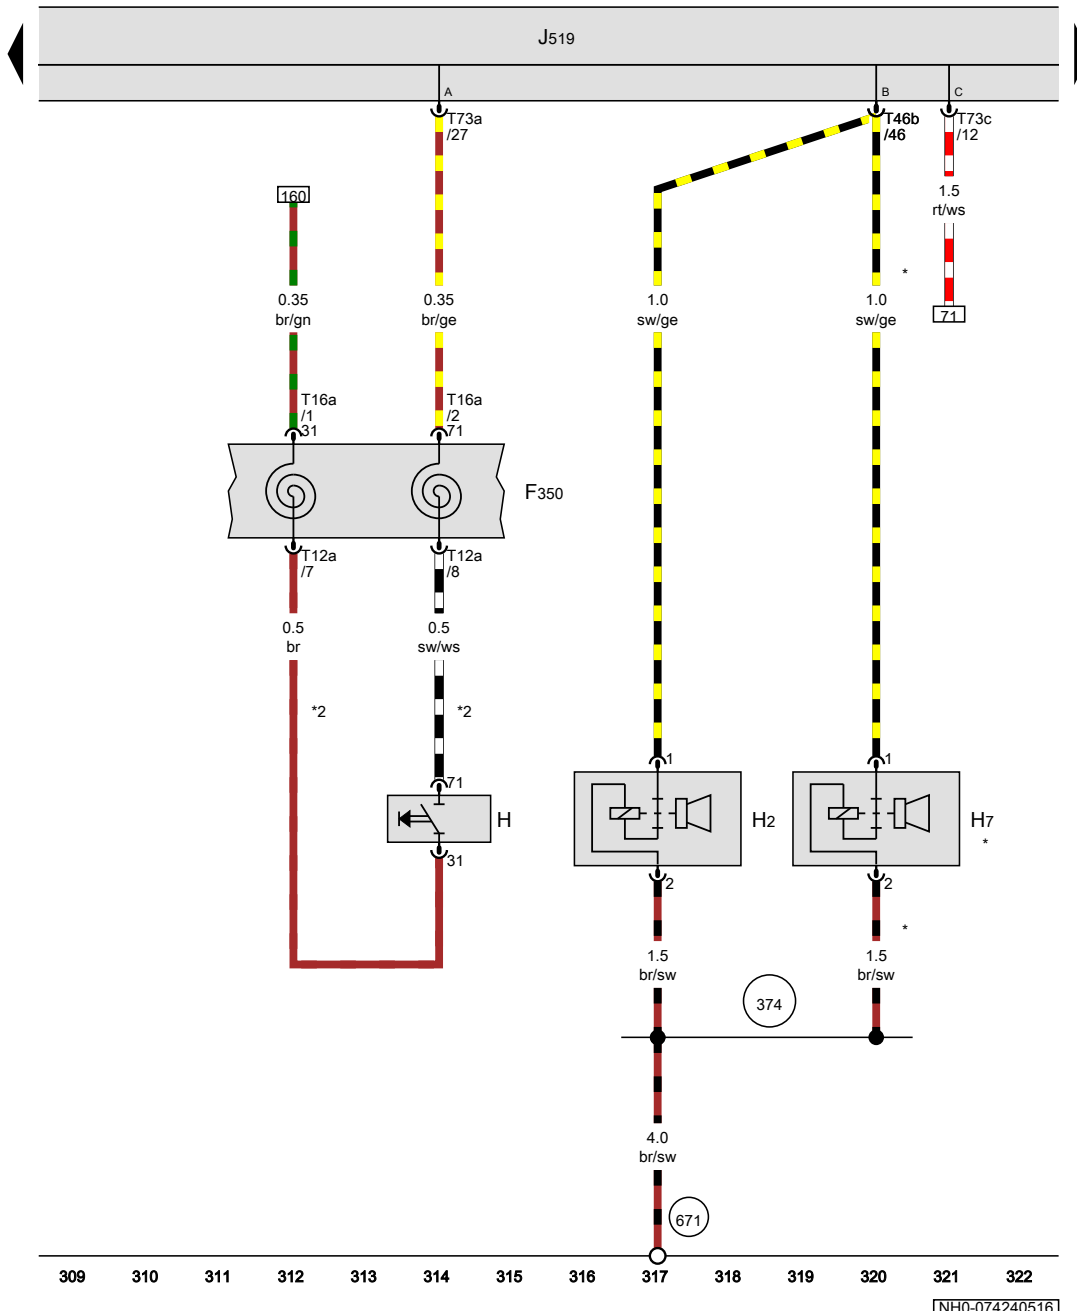 J519
A
B
C
T73a
/27
T46b
/46
T73c
/12
160
1.5
rt/ws
*
0.35
br/gn
0.35
br/ge
1.0
sw/ge
1.0
sw/ge
71
T16a
/1
31
T16a
/2
71
F350
T12a
/7
T12a
/8
0.5
br
0.5
sw/ws
*2
*2
1
1
71
H
H2
H7
*
31
2
2
*
1.5
br/sw
1.5
br/sw
374
4.0
br/sw
671
309 310 311 312 313 314 315 316 317 318 319 320 321 322
NH0-074240516